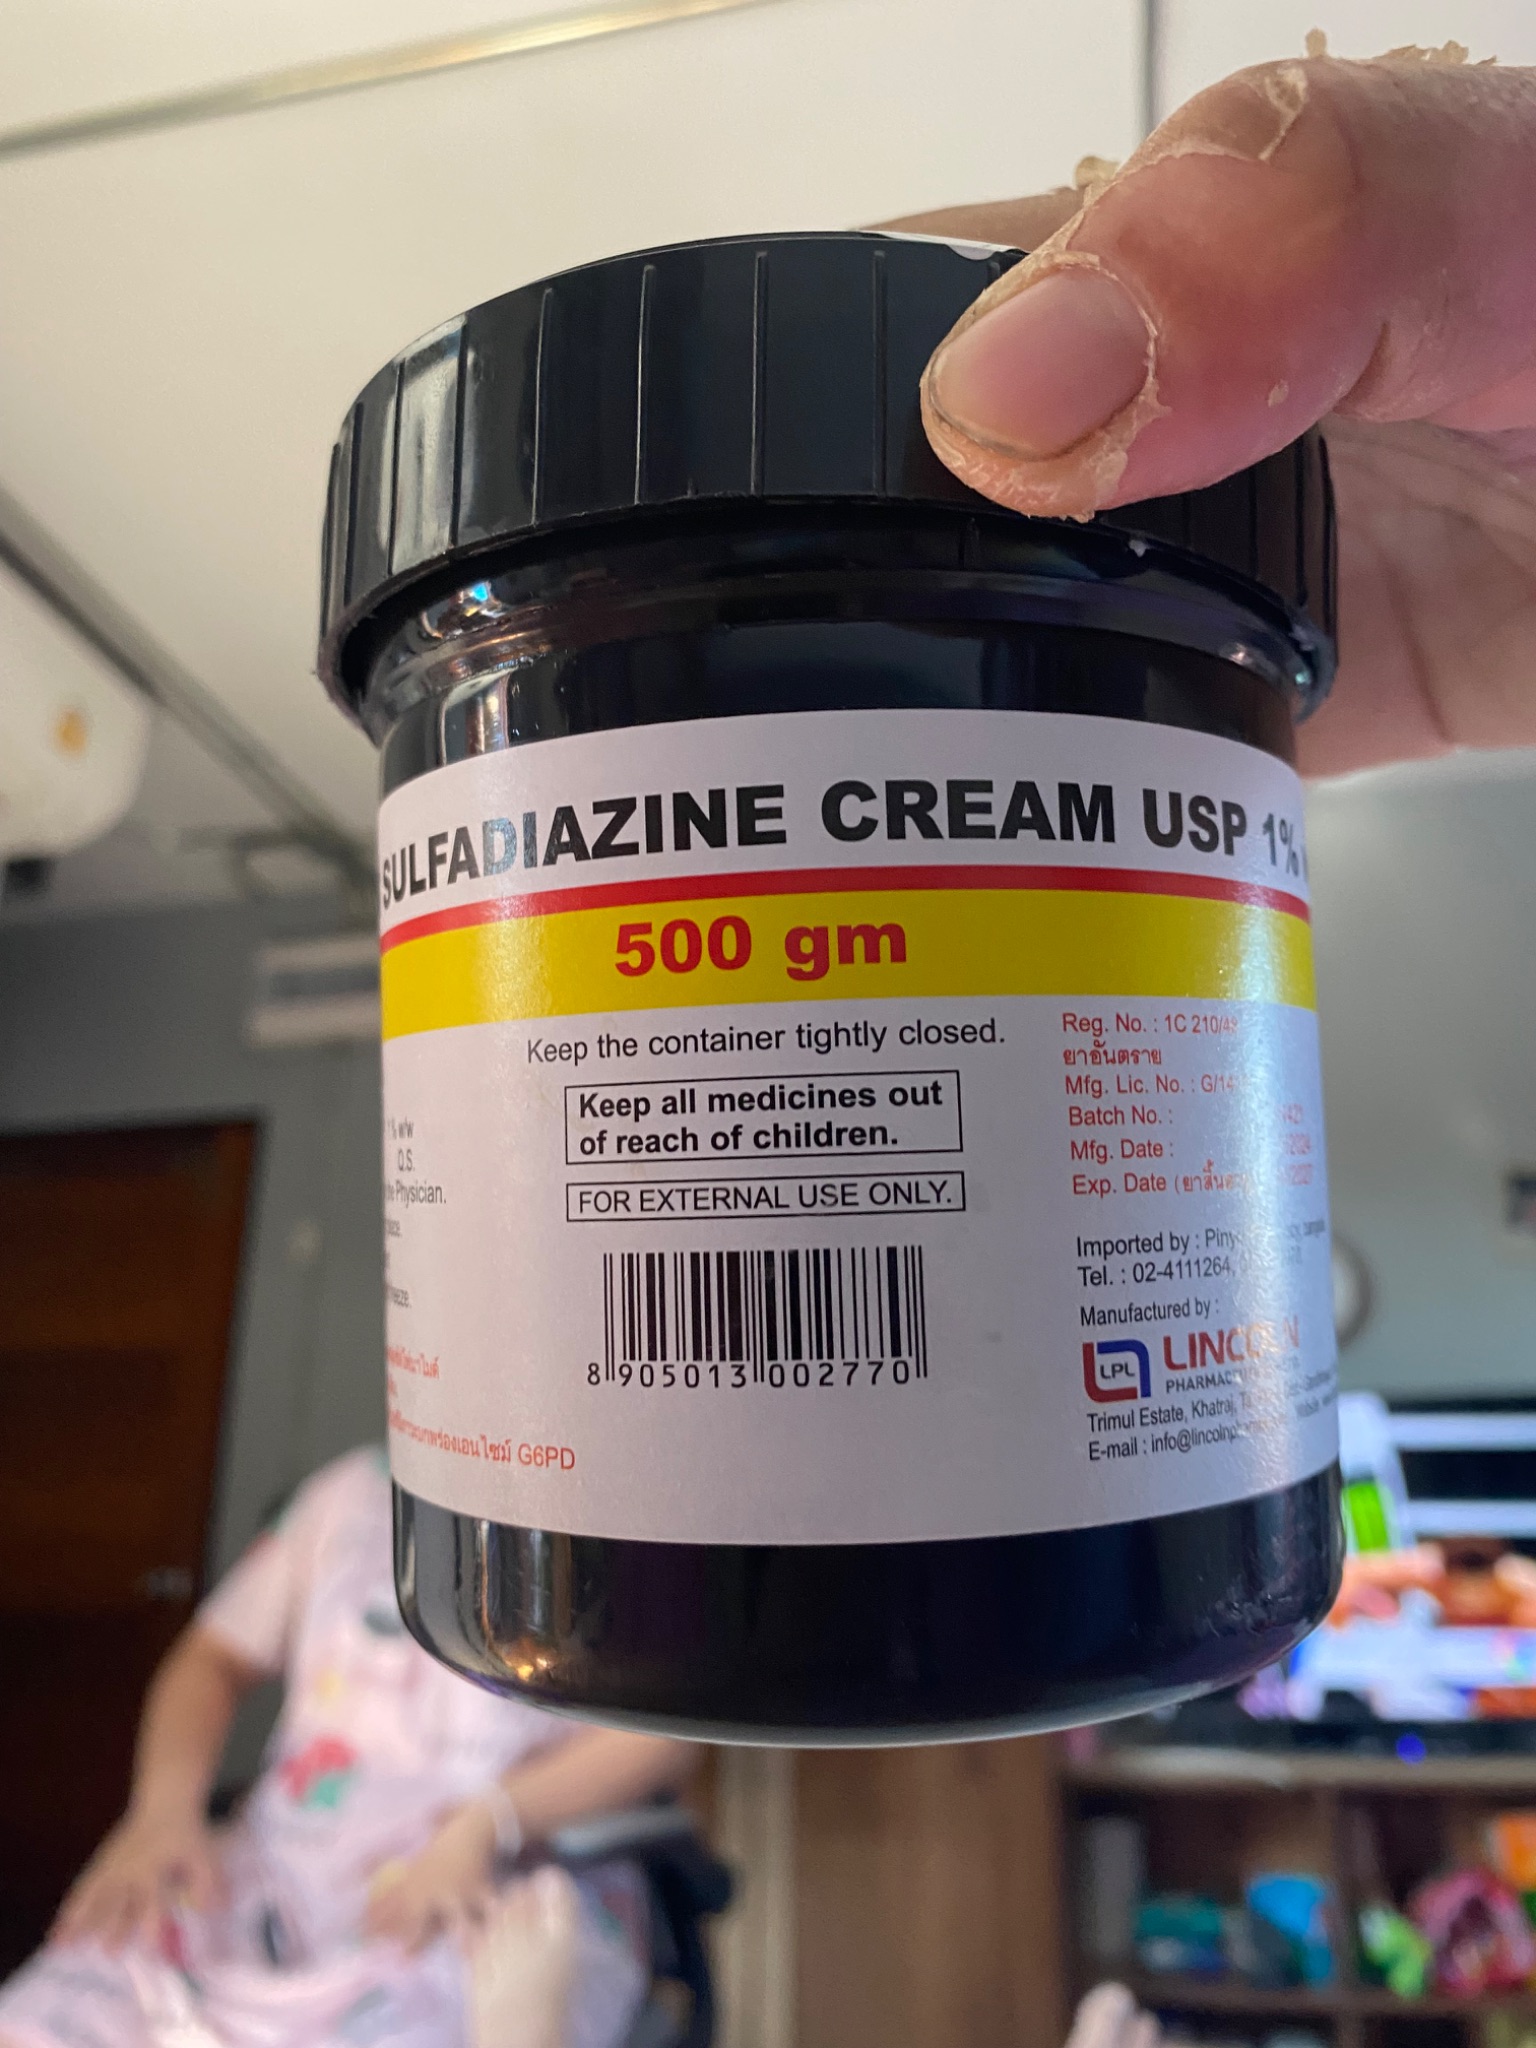 SULFADIAZINE CREAM USP 1%
500 gm
Keep the container tightly closed.
Keep all medicines out
of reach of children.
FOR EXTERNAL USE ONLY.
8 905013 002770
% w/w
Q.S.
Physician.
G6PD
Reg. No. : 1C 210/
ยาอันตราย
Mfg. Lic. No. : G/
Batch No. :
Mfg. Date :
Exp. Date
Imported by :
Tel. : 02-4111264,
Manufactured by :
LPL
LINCOLN
Trimul Estate, Khatraj,
E-mail :